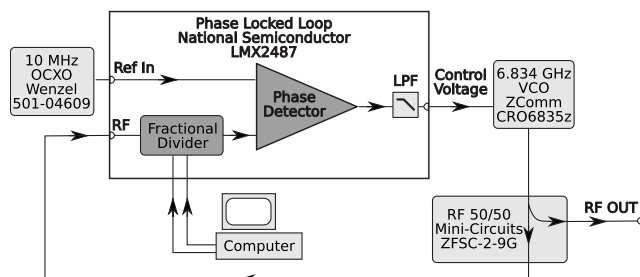 Phase Locked Loop
National Semiconductor
LMX2487
10 MHz
OCXO
Wenzel
501-04609
Ref In
Phase
Detector
LPF
Control
Voltage
6.834 GHz
VCO
ZComm
CRO6835z
RF
Fractional
Divider
Computer
RF 50/50
Mini-Circuits
ZFSC-2-9G
RF OUT